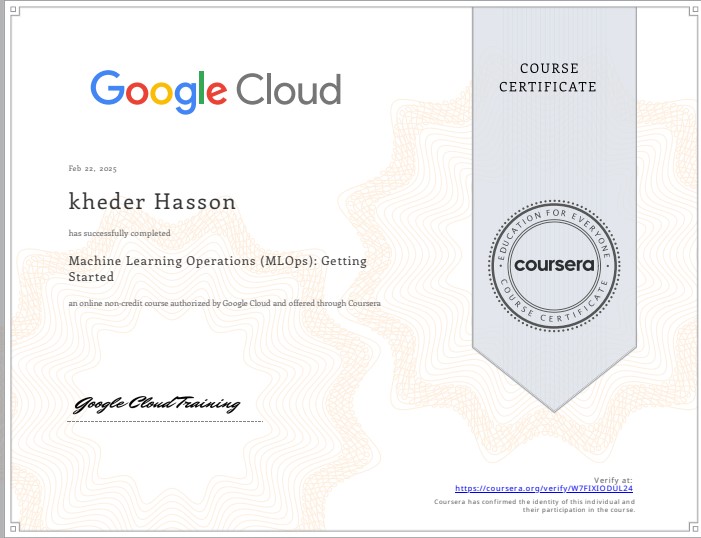 Google Cloud
COURSE
CERTIFICATE
Feb 22, 2025
kheder Hasson
has successfully completed
Machine Learning Operations (MLOps): Getting
Started
an online non-credit course authorized by Google Cloud and offered through Coursera
EDUCATION FOR EVERYONE
coursera
COURSE CERTIFICATE
Google Cloud Training
Verify at:
https://coursera.org/verify/W7FIXIODUL24
Coursera has confirmed the identity of this individual and
their participation in the course.